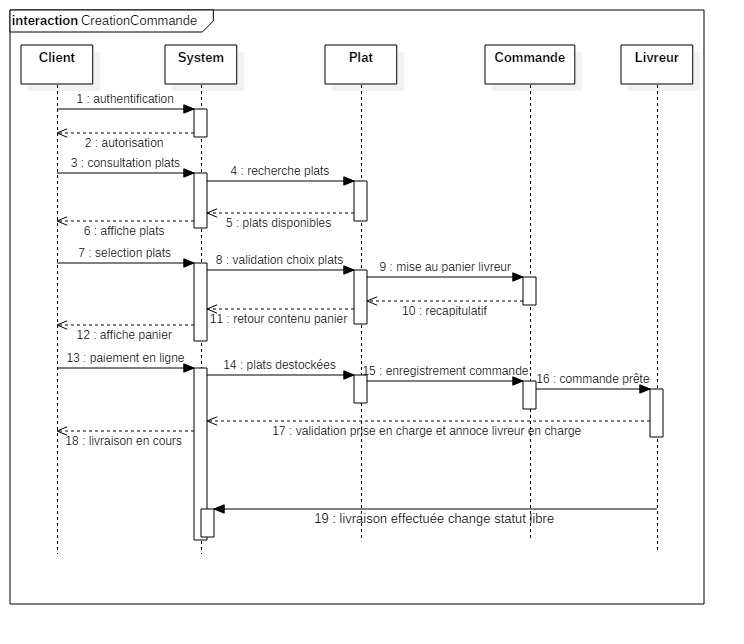 interaction CreationCommande
Client
System
Plat
Commande
Livreur
1 : authentification
2 : autorisation
3 : consultation plats
4 : recherche plats
5 : plats disponibles
6 : affiche plats
7 : selection plats
8 : validation choix plats
9 : mise au panier livreur
10 : recapitulatif
11 : retour contenu panier
12 : affiche panier
13 : paiement en ligne
14 : plats destockées
15 : enregistrement commande
16 : commande prête
17 : validation prise en charge et annoce livreur en charge
18 : livraison en cours
19 : livraison effectuée change statut libre